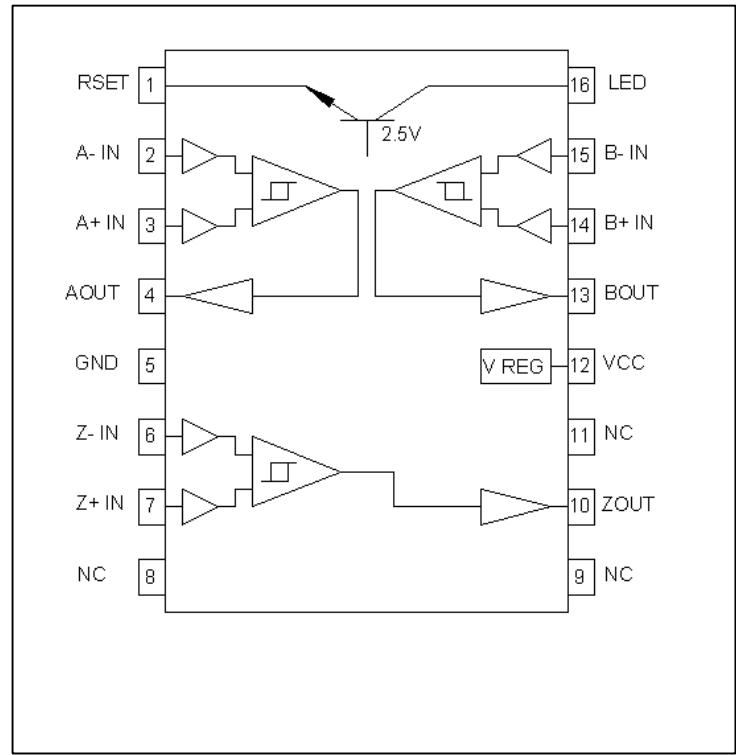 RSET 1 16 LED
2.5V
A- IN 2 15 B- IN
A+ IN 3 14 B+ IN
AOUT 4 13 BOUT
GND 5 V REG 12 VCC
Z- IN 6 11 NC
Z+ IN 7 10 ZOUT
NC 8 9 NC